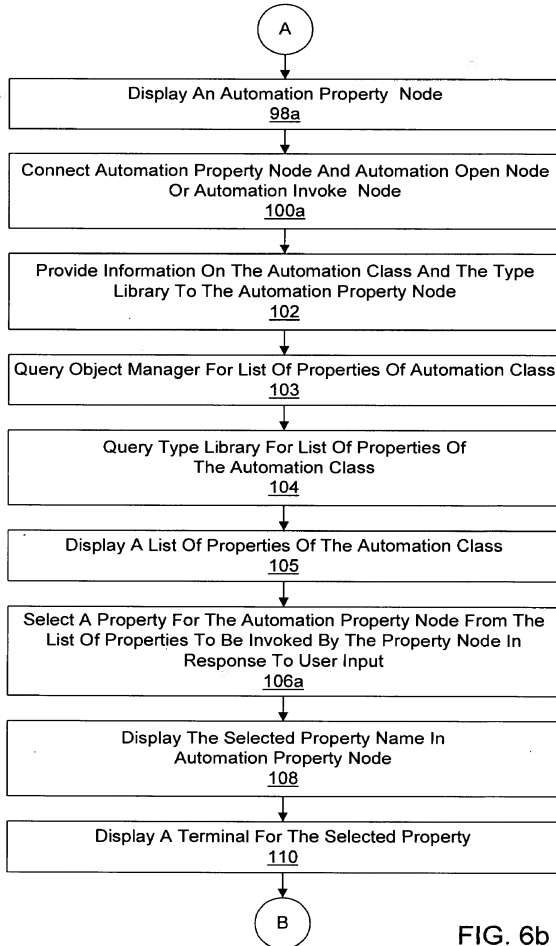 A
Display An Automation Property Node
98a
Connect Automation Property Node And Automation Open Node
Or Automation Invoke Node
100a
Provide Information On The Automation Class And The Type
Library To The Automation Property Node
102
Query Object Manager For List Of Properties Of Automation Class
103
Query Type Library For List Of Properties Of
The Automation Class
104
Display A List Of Properties Of The Automation Class
105
Select A Property For The Automation Property Node From The
List Of Properties To Be Invoked By The Property Node In
Response To User Input
106a
Display The Selected Property Name In
Automation Property Node
108
Display A Terminal For The Selected Property
110
B
FIG. 6b